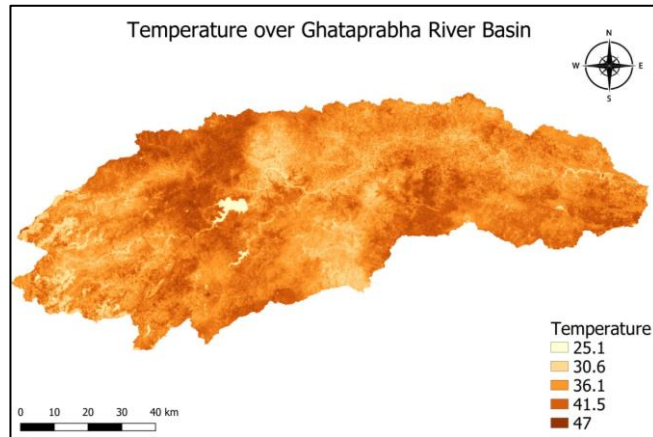 Temperature over Ghataprabha River Basin
N
W E
S
Temperature
25.1
30.6
36.1
41.5
47
0 10 20 30 40 km